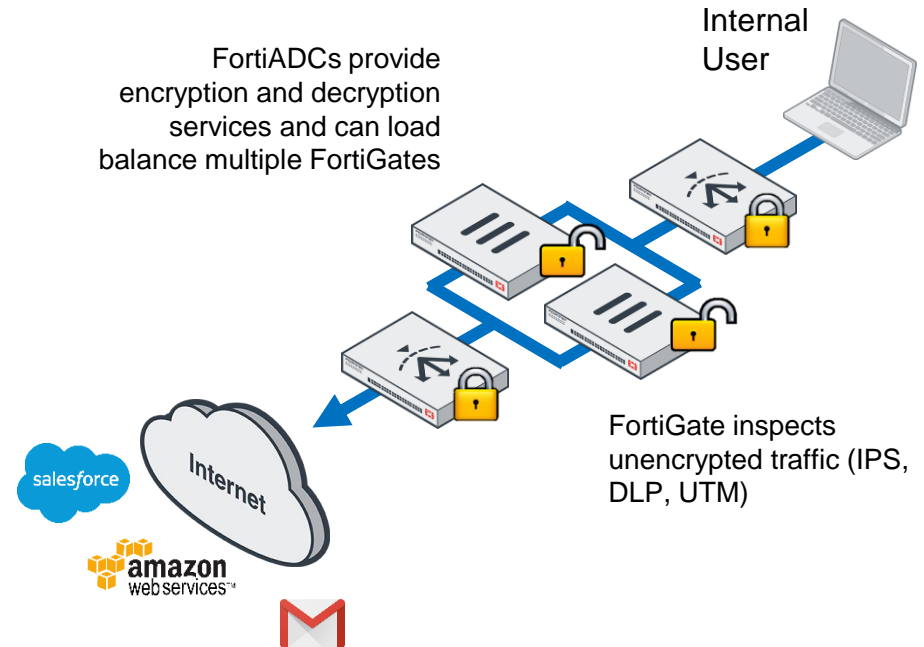 Internal
User
FortiADCs provide
encryption and decryption
services and can load
balance multiple FortiGates
FortiGate inspects
unencrypted traffic (IPS,
DLP, UTM)
Internet
salesforce
amazon
web services™